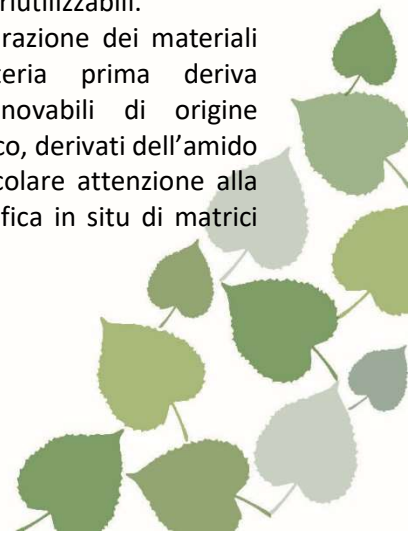 riutilizzabili.
razione dei materiali
teria prima deriva
novabili di origine
co, derivati dell’amido
colare attenzione alla
fica in situ di matrici